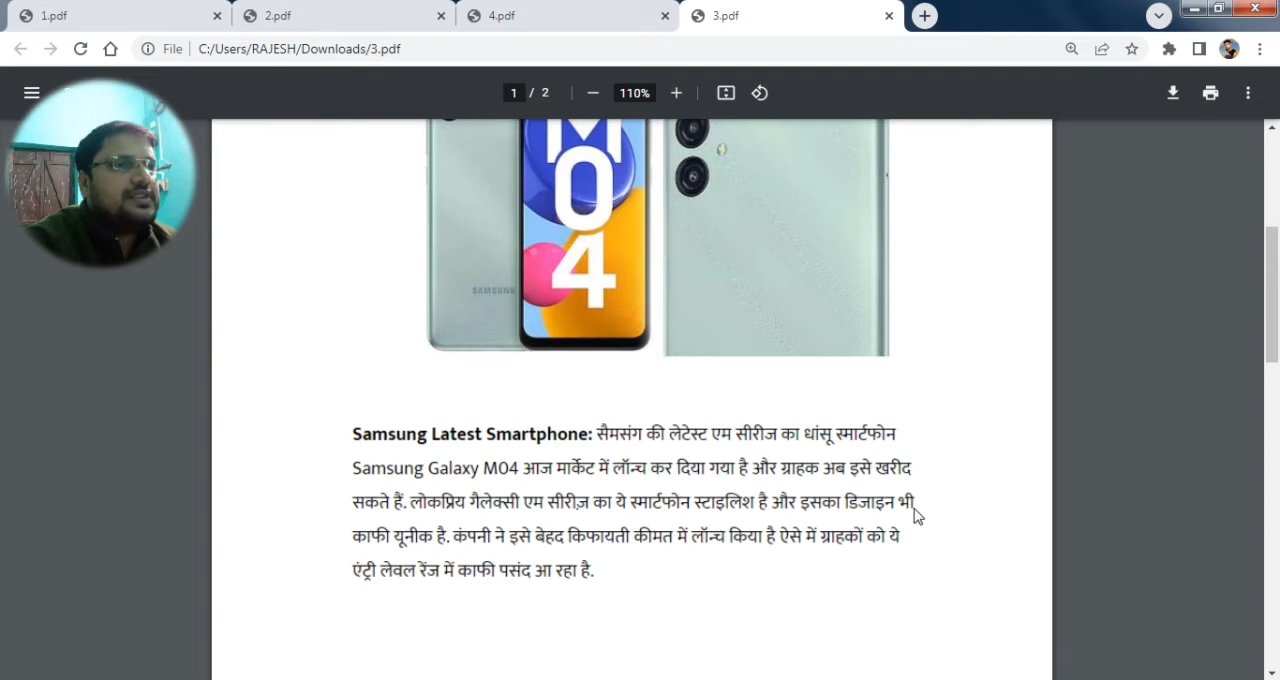 1.pdf
2.pdf
4.pdf
3.pdf
File
C:/Users/RAJESH/Downloads/3.pdf
1 / 2
110%
M
0
4
SAMSUNG
Samsung Latest Smartphone: सैमसंग की लेटेस्ट एम सीरीज का धांसू स्मार्टफोन
Samsung Galaxy M04 आज मार्केट में लॉन्च कर दिया गया है और ग्राहक अब इसे खरीद
सकते हैं. लोकप्रिय गैलेक्सी एम सीरीज़ का ये स्मार्टफोन स्टाइलिश है और इसका डिजाइन भी
काफी यूनीक है. कंपनी ने इसे बेहद किफायती कीमत में लॉन्च किया है ऐसे में ग्राहकों को ये
एंट्री लेवल रेंज में काफी पसंद आ रहा है.